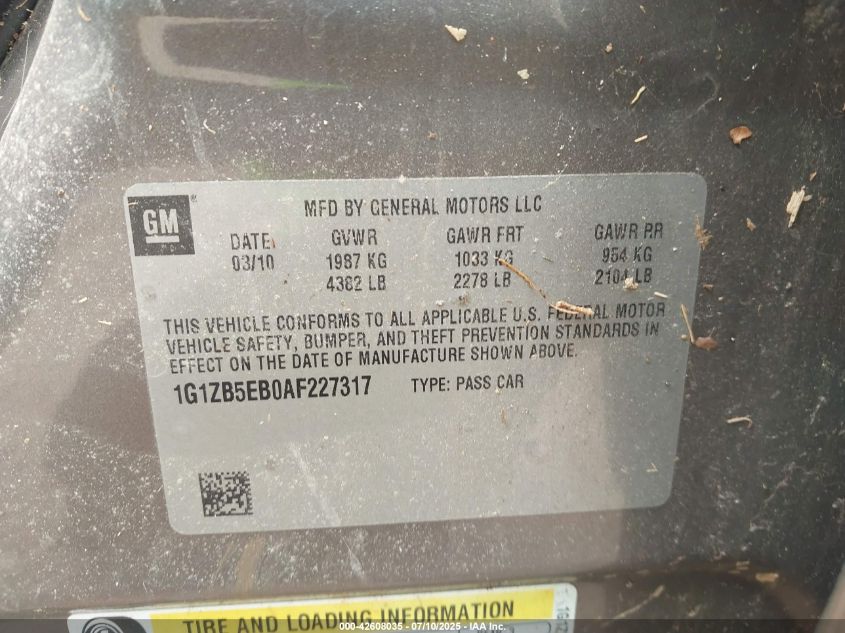 GM
MFD BY GENERAL MOTORS LLC
DATE GVWR GAWR FRT GAWR RR
03/10 1987 KG 1033 KG 954 KG
4382 LB 2278 LB 2104 LB
THIS VEHICLE CONFORMS TO ALL APPLICABLE U.S. FEDERAL MOTOR
VEHICLE SAFETY, BUMPER, AND THEFT PREVENTION STANDARDS IN
EFFECT ON THE DATE OF MANUFACTURE SHOWN ABOVE.
1G1ZB5EB0AF227317 TYPE: PASS CAR
TIRE AND LOADING INFORMATION
000-42608035 - 07/10/2025 - IAAI.com